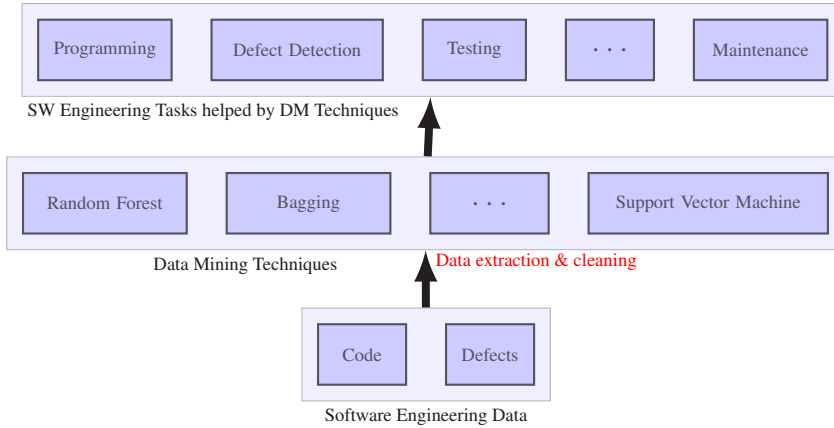 Programming Defect Detection Testing . . . Maintenance
SW Engineering Tasks helped by DM Techniques
Random Forest Bagging . . . Support Vector Machine
Data Mining Techniques Data extraction & cleaning
Code Defects
Software Engineering Data